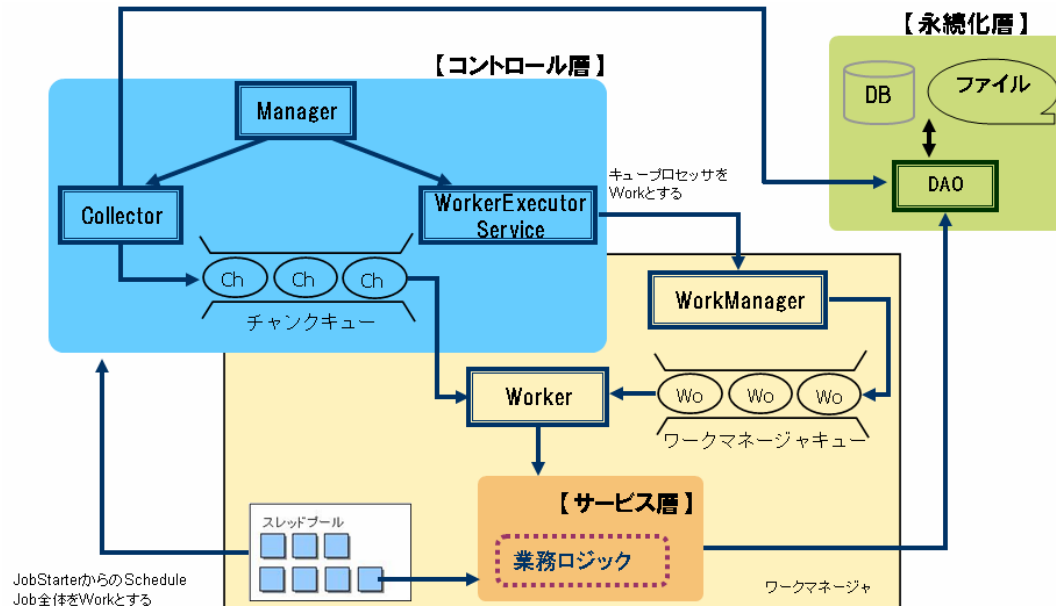 【永続化層】
【コントロール層】
DB
ファイル
Manager
DAO
キュープロセッサを
Workとする
Collector
WorkerExecutor
Service
Ch
Ch
Ch
チャンクキュー
WorkManager
Worker
Wo
Wo
Wo
ワークマネージャキュー
【サービス層】
スレッドプール
業務ロジック
JobStarterからのSchedule
Job全体をWorkとする
ワークマネージャ